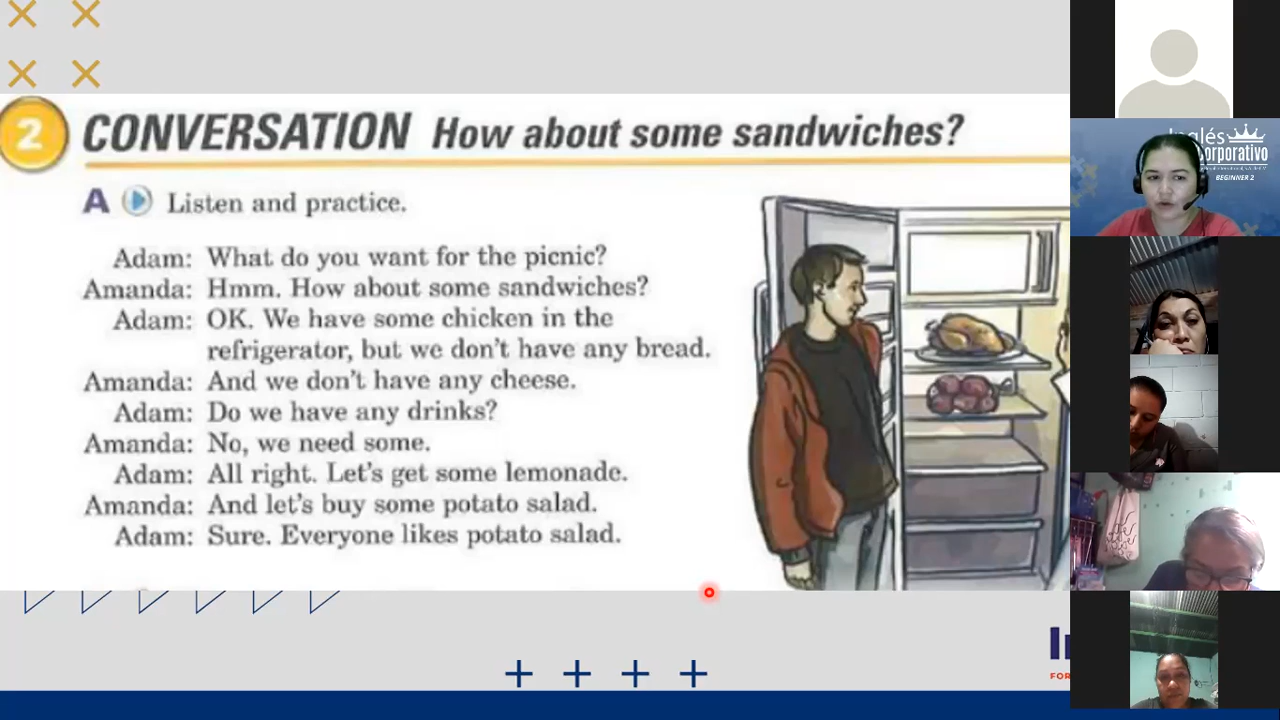 2 CONVERSATION How about some sandwiches?
A Listen and practice.
Adam: What do you want for the picnic?
Amanda: Hmm. How about some sandwiches?
Adam: OK. We have some chicken in the
refrigerator, but we don't have any bread.
Amanda: And we don't have any cheese.
Adam: Do we have any drinks?
Amanda: No, we need some.
Adam: All right. Let's get some lemonade.
Amanda: And let's buy some potato salad.
Adam: Sure. Everyone likes potato salad.
Inglés
Corporativo
BEGINNER 2
FOR